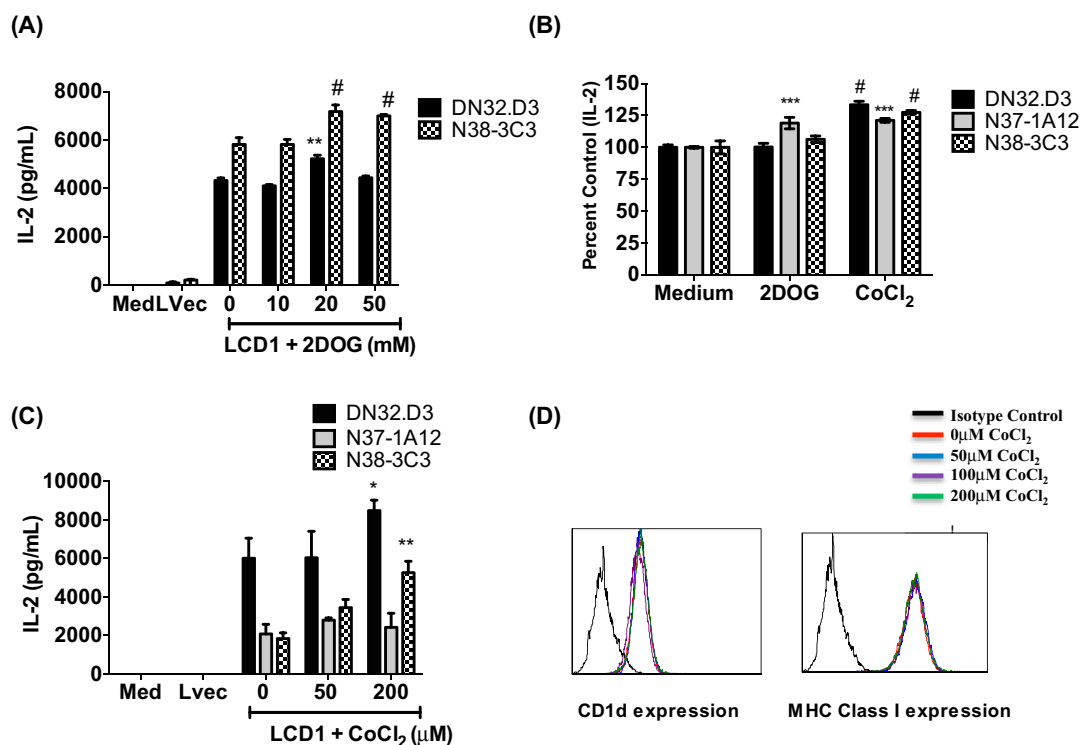 (A)
DN32.D3
N38-3C3
IL-2 (pg/mL)
8000
6000
4000
2000
0
#
#
**
Med LVec 0 10 20 50
LCD1 + 2DOG (mM)
(B)
DN32.D3
N37-1A12
N38-3C3
Percent Control (IL-2)
150
125
100
75
50
25
0
***
#
***
#
Medium 2DOG CoCl2
(C)
DN32.D3
N37-1A12
N38-3C3
IL-2 (pg/mL)
10000
8000
6000
4000
2000
0
*
**
Med Lvec 0 50 200
LCD1 + CoCl2 (μM)
(D)
Isotype Control
0μM CoCl2
50μM CoCl2
100μM CoCl2
200μM CoCl2
CD1d expression
MHC Class I expression